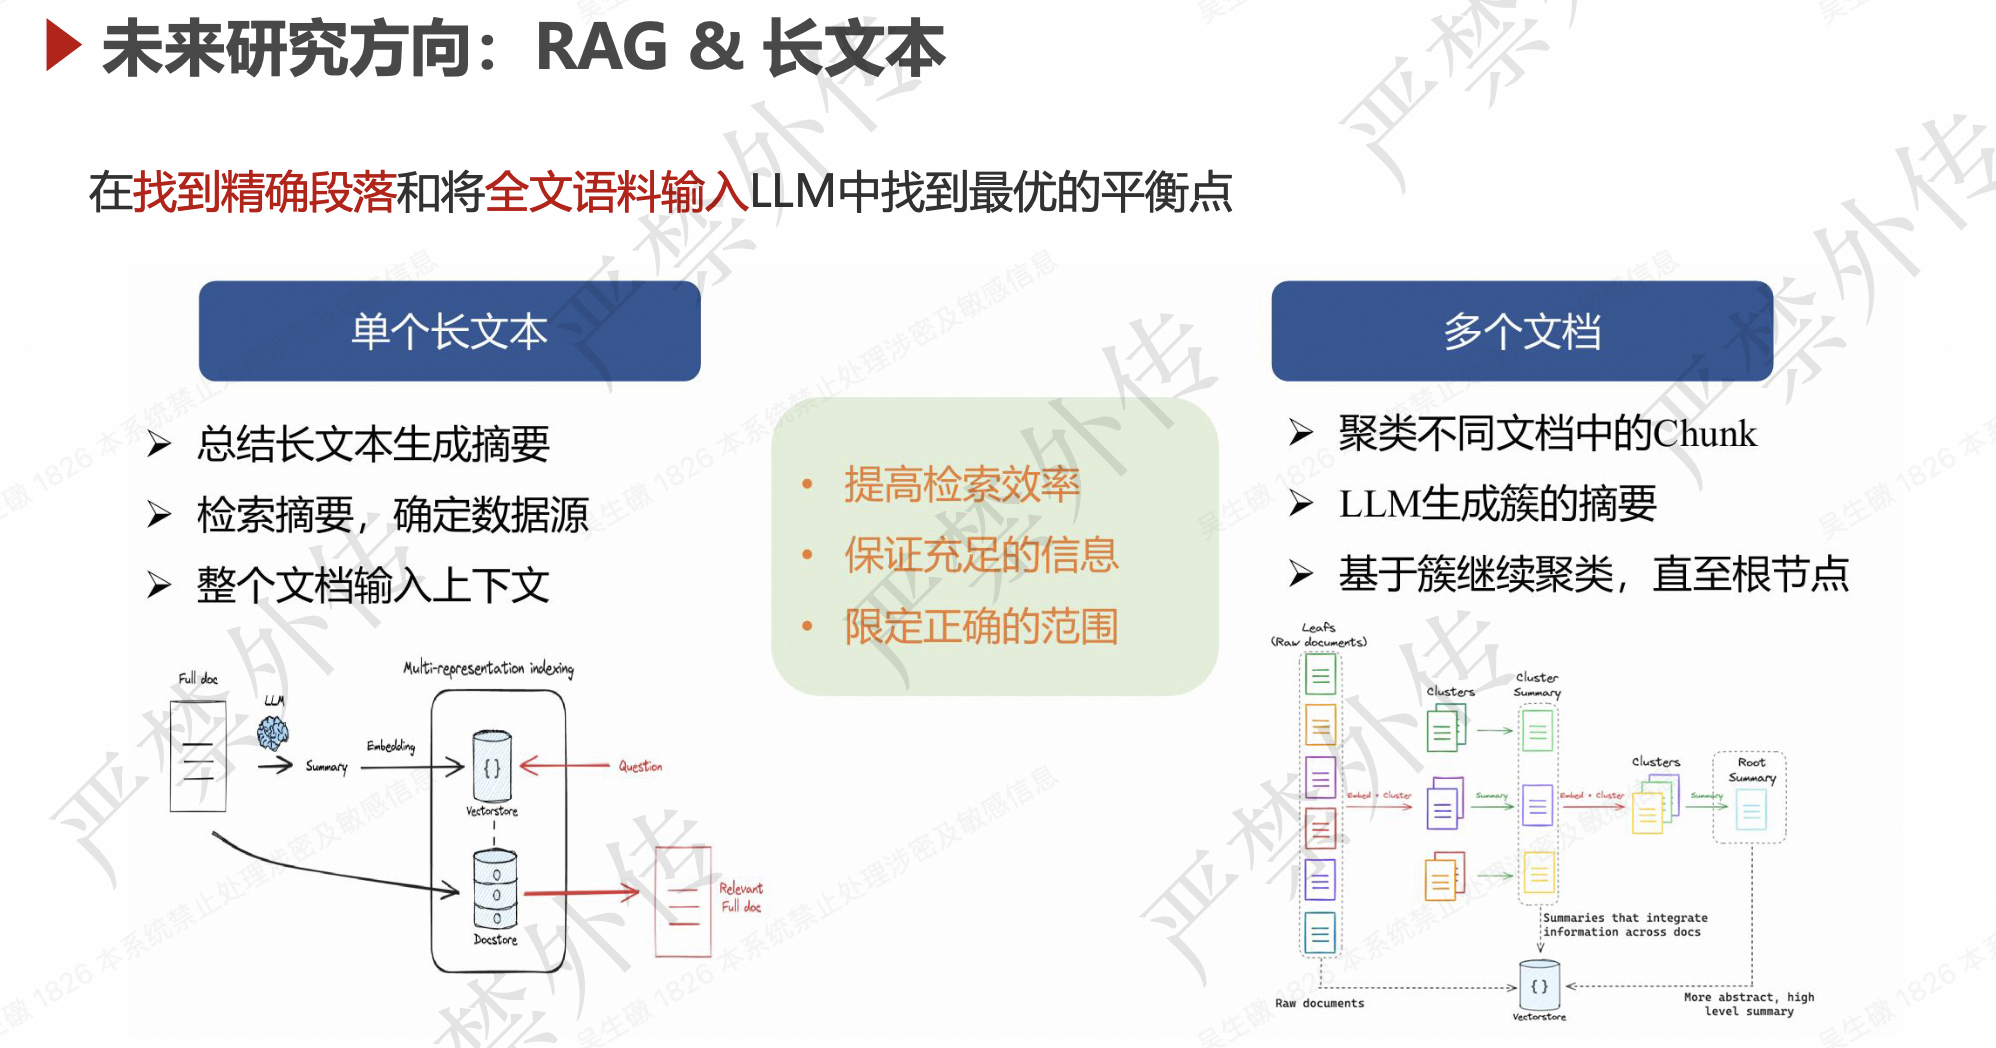 未来研究方向：RAG & 长文本
在找到精确段落和将全文语料输入LLM中找到最优的平衡点
单个长文本
➢ 总结长文本生成摘要
➢ 检索摘要，确定数据源
➢ 整个文档输入上下文
• 提高检索效率
• 保证充足的信息
• 限定正确的范围
多个文档
➢ 聚类不同文档中的Chunk
➢ LLM生成簇的摘要
➢ 基于簇继续聚类，直至根节点
Full doc
LLM
Summary
Embedding
Multi-representation indexing
{ }
Vectorstore
Question
Docstore
Relevant
Full doc
Leafs
(Raw documents)
Embed + Cluster
Clusters
Summary
Cluster
Summary
Embed + Cluster
Clusters
Summary
Root
Summary
Summaries that integrate
information across docs
Raw documents
{ }
Vectorstore
More abstract, high
level summary
严禁外传
吴生礅 1826 本系统禁止处理涉密及敏感信息